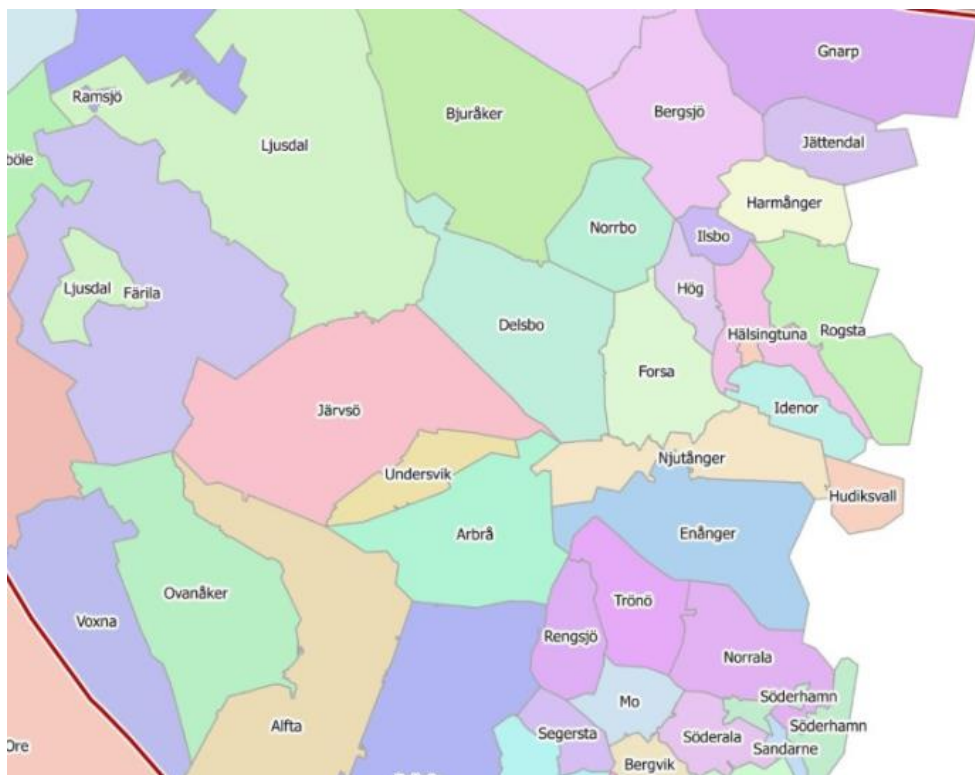 Gnarp
Ramsjö
Bjuråker
Bergsjö
Ljusdal
Jättendal
böle
Harmånger
Norrbo
Ilsbo
Ljusdal
Färila
Hög
Delsbo
Hälsingtuna
Rogsta
Forsa
Järvsö
Idenor
Njutånger
Undersvik
Hudiksvall
Arbrå
Enånger
Ovanåker
Trönö
Voxna
Rengsjö
Norrala
Söderhamn
Mo
Alfta
Segersta
Söderala
Söderhamn
Ore
Sandarne
Bergvik